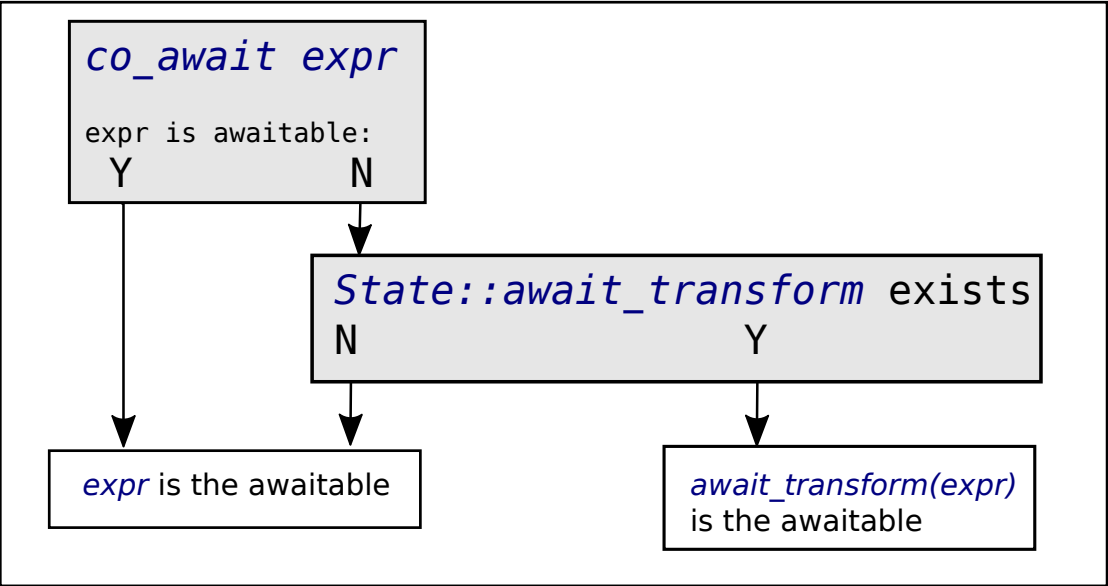 co_await expr
expr is awaitable:
Y N
State::await_transform exists
N Y
expr is the awaitable
await_transform(expr)
is the awaitable